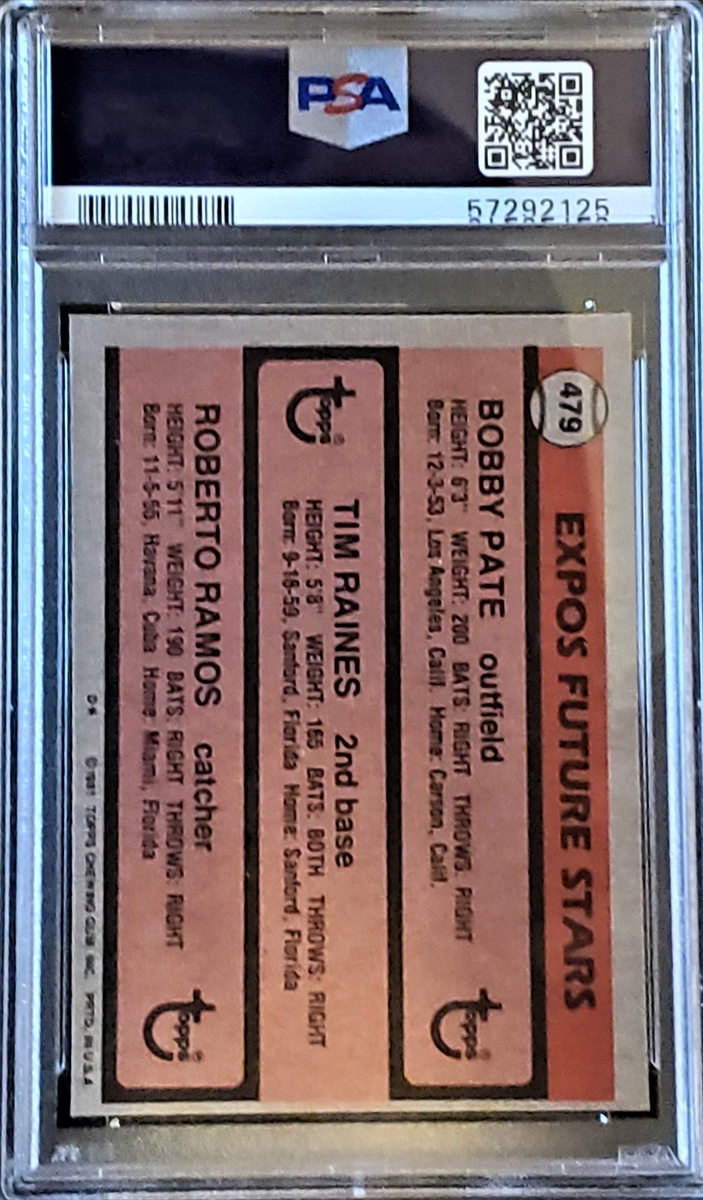 PSA
57292125
479
EXPOS FUTURE STARS
BOBBY PATE outfield
HEIGHT: 6'3" WEIGHT: 200 BATS: RIGHT THROWS: RIGHT
Born: 12-3-53, Los Angeles, Calif. Home: Carson, Calif.
Topps®
TIM RAINES 2nd base
HEIGHT: 5'8" WEIGHT: 165 BATS: BOTH THROWS: RIGHT
Born: 9-16-59, Sanford, Florida Home: Sanford, Florida
Topps®
ROBERTO RAMOS catcher
HEIGHT: 5'11" WEIGHT: 190 BATS: RIGHT THROWS: RIGHT
Born: 11-5-55, Havana, Cuba Home: Miami, Florida
Topps®
©1981 TOPPS CHEWING GUM INC. PRTD. IN U.S.A.